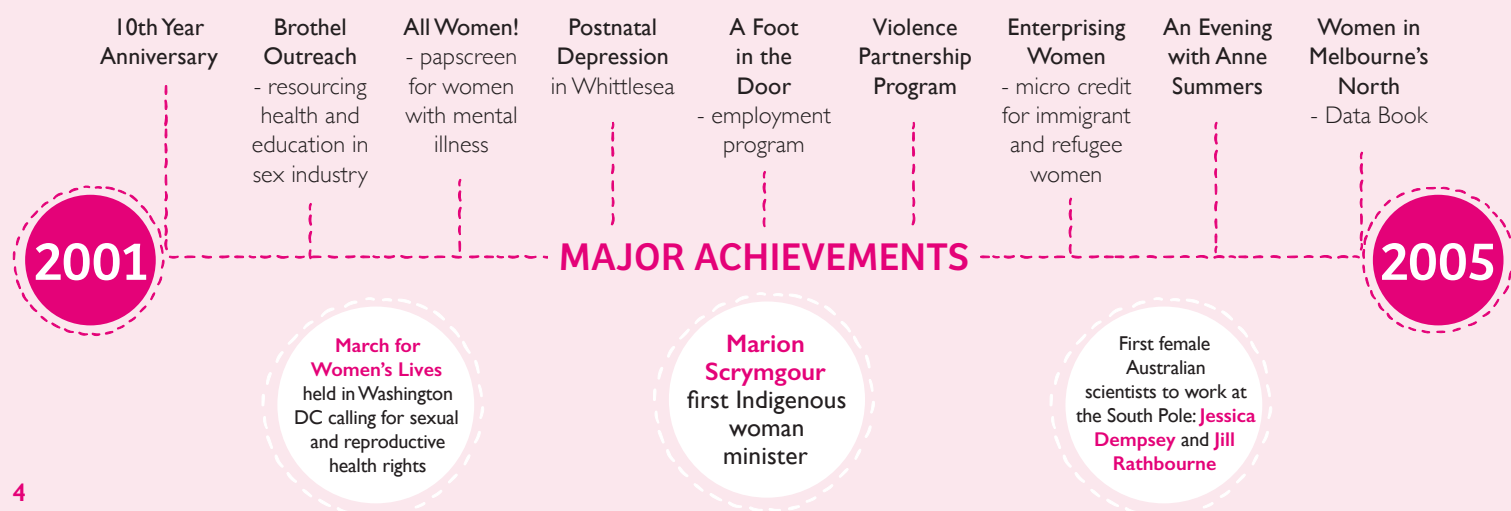 10th Year
Anniversary
Brothel
Outreach
- resourcing
health and
education in
sex industry
All Women!
- papscreen
for women
with mental
illness
Postnatal
Depression
in Whittlesea
A Foot
in the
Door
- employment
program
Violence
Partnership
Program
Enterprising
Women
- micro credit
for immigrant
and refugee
women
An Evening
with Anne
Summers
Women in
Melbourne's
North
- Data Book
2001
MAJOR ACHIEVEMENTS
2005
March for
Women's Lives
held in Washington
DC calling for sexual
and reproductive
health rights
Marion
Scrymgour
first Indigenous
woman
minister
First female
Australian
scientists to work at
the South Pole: Jessica
Dempsey and Jill
Rathbourne
4